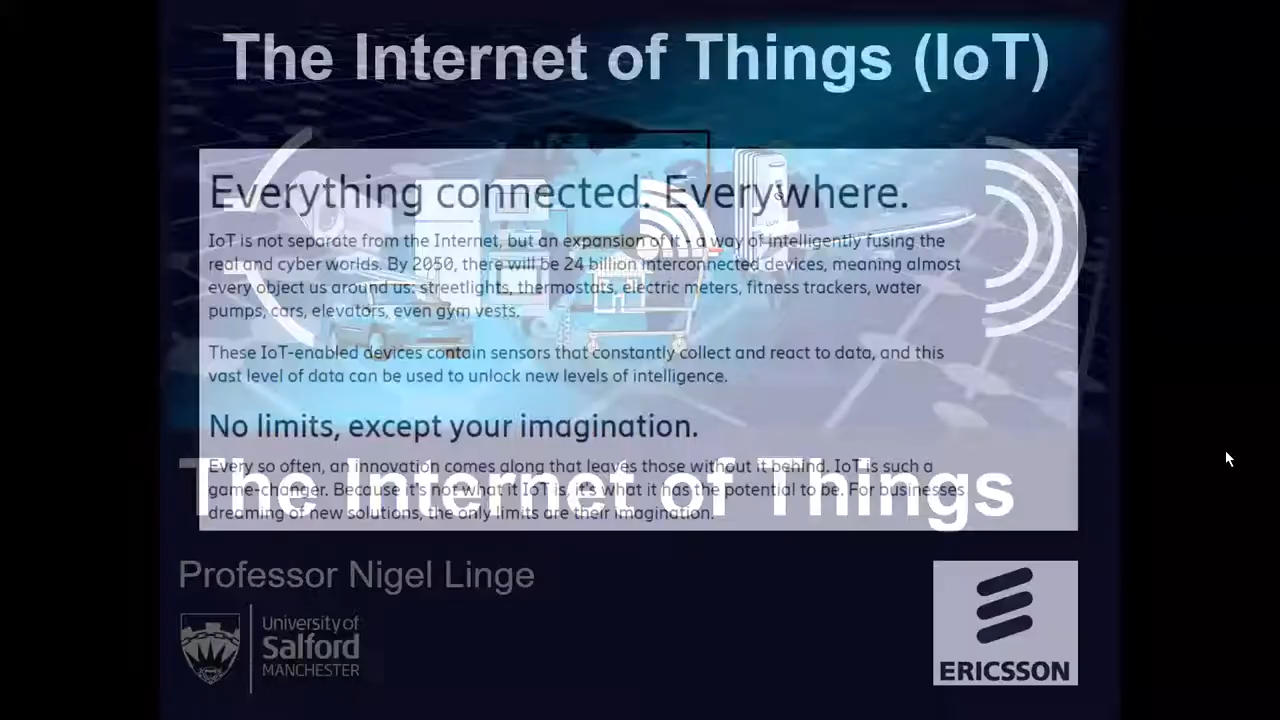 The Internet of Things (IoT)
Everything connected. Everywhere.
IoT is not separate from the Internet, but an expansion of it - a way of intelligently fusing the
real and cyber worlds. By 2050, there will be 24 billion interconnected devices, meaning almost
every object us around us: streetlights, thermostats, electric meters, fitness trackers, water
pumps, cars, elevators, even gym vests.
These IoT-enabled devices contain sensors that constantly collect and react to data, and this
vast level of data can be used to unlock new levels of intelligence.
No limits, except your imagination.
Every so often, an innovation comes along that leaves those without it behind. IoT is such a
game-changer. Because it's not what it IoT is, it's what it has the potential to be. For businesses
dreaming of new solutions, the only limits are their imagination.
The Internet of Things
Professor Nigel Linge
University of
Salford
MANCHESTER
ERICSSON